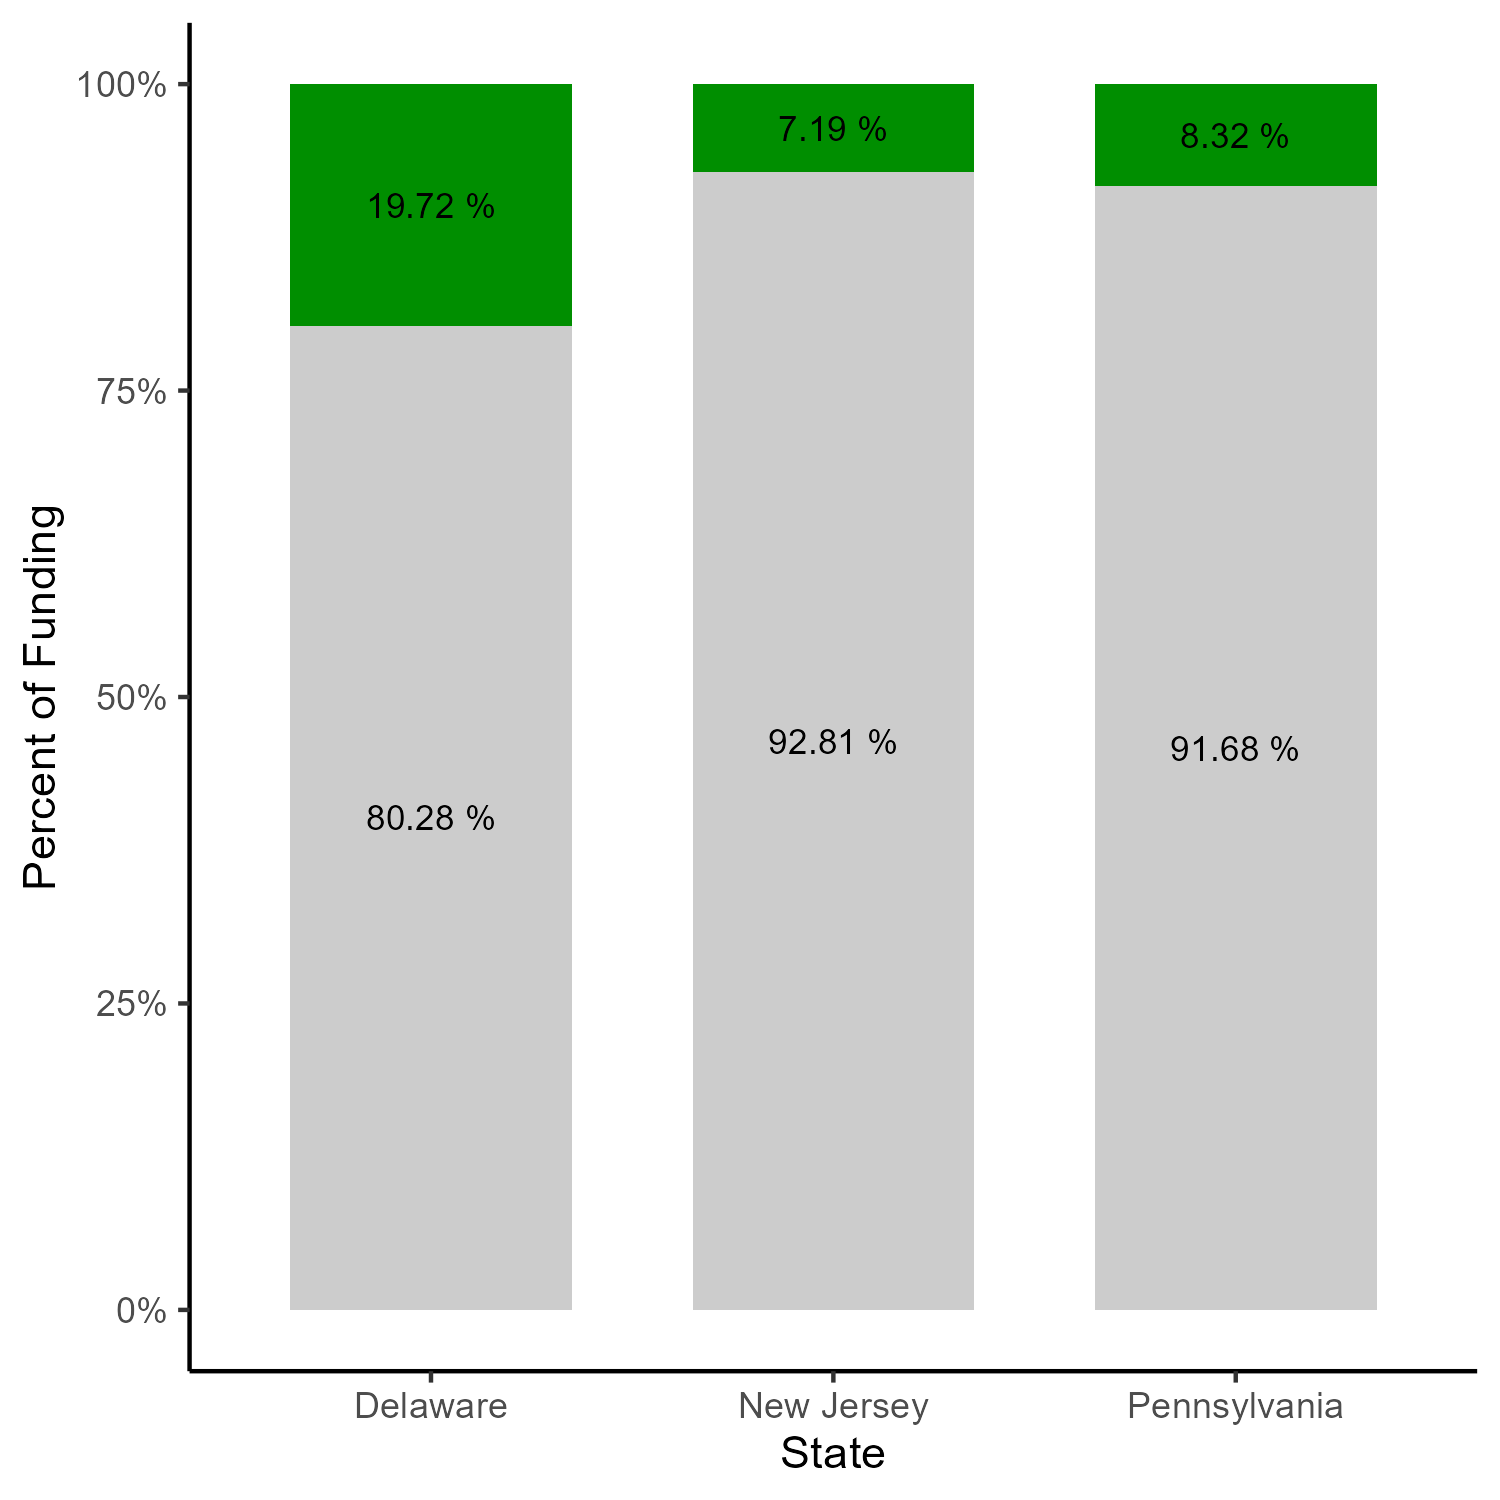 100%
75%
50%
25%
0%
Percent of Funding
19.72 %
7.19 %
8.32 %
80.28 %
92.81 %
91.68 %
Delaware
New Jersey
Pennsylvania
State